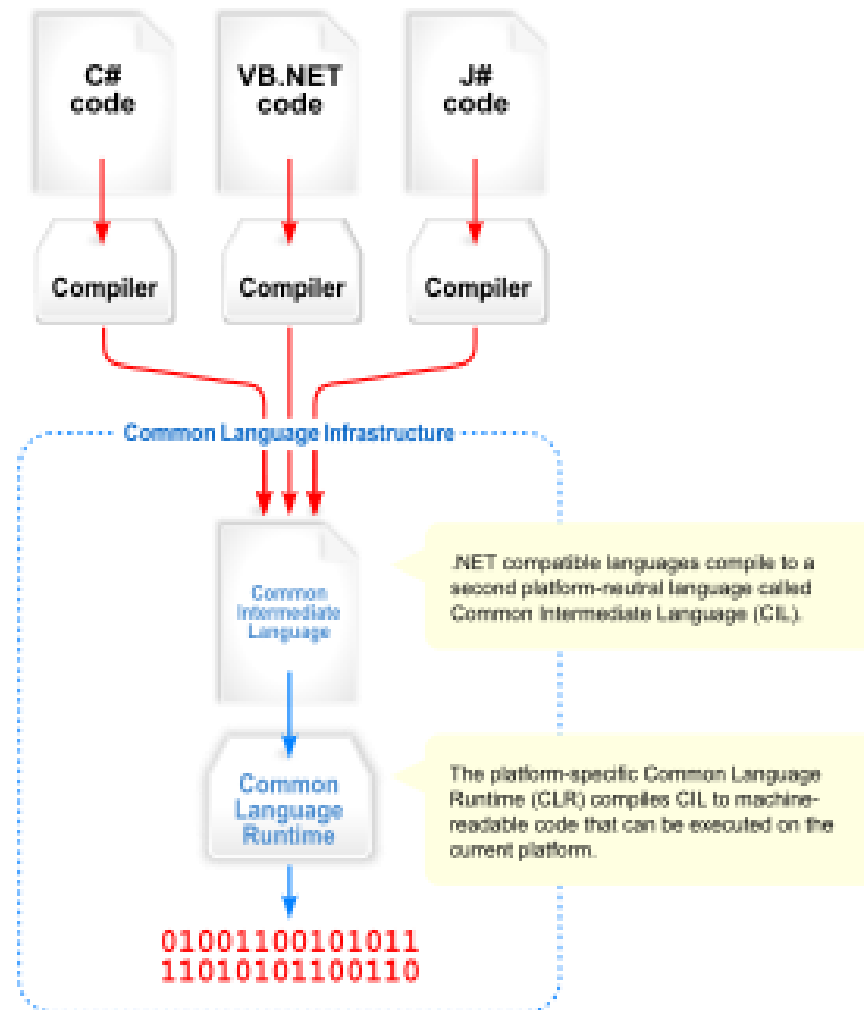 C#
code
VB.NET
code
J#
code
Compiler
Compiler
Compiler
Common Language Infrastructure
Common
Intermediate
Language
.NET compatible languages compile to a
second platform-neutral language called
Common Intermediate Language (CIL).
Common
Language
Runtime
The platform-specific Common Language
Runtime (CLR) compiles CIL to machine-
readable code that can be executed on the
current platform.
01001100101011
11010101100110